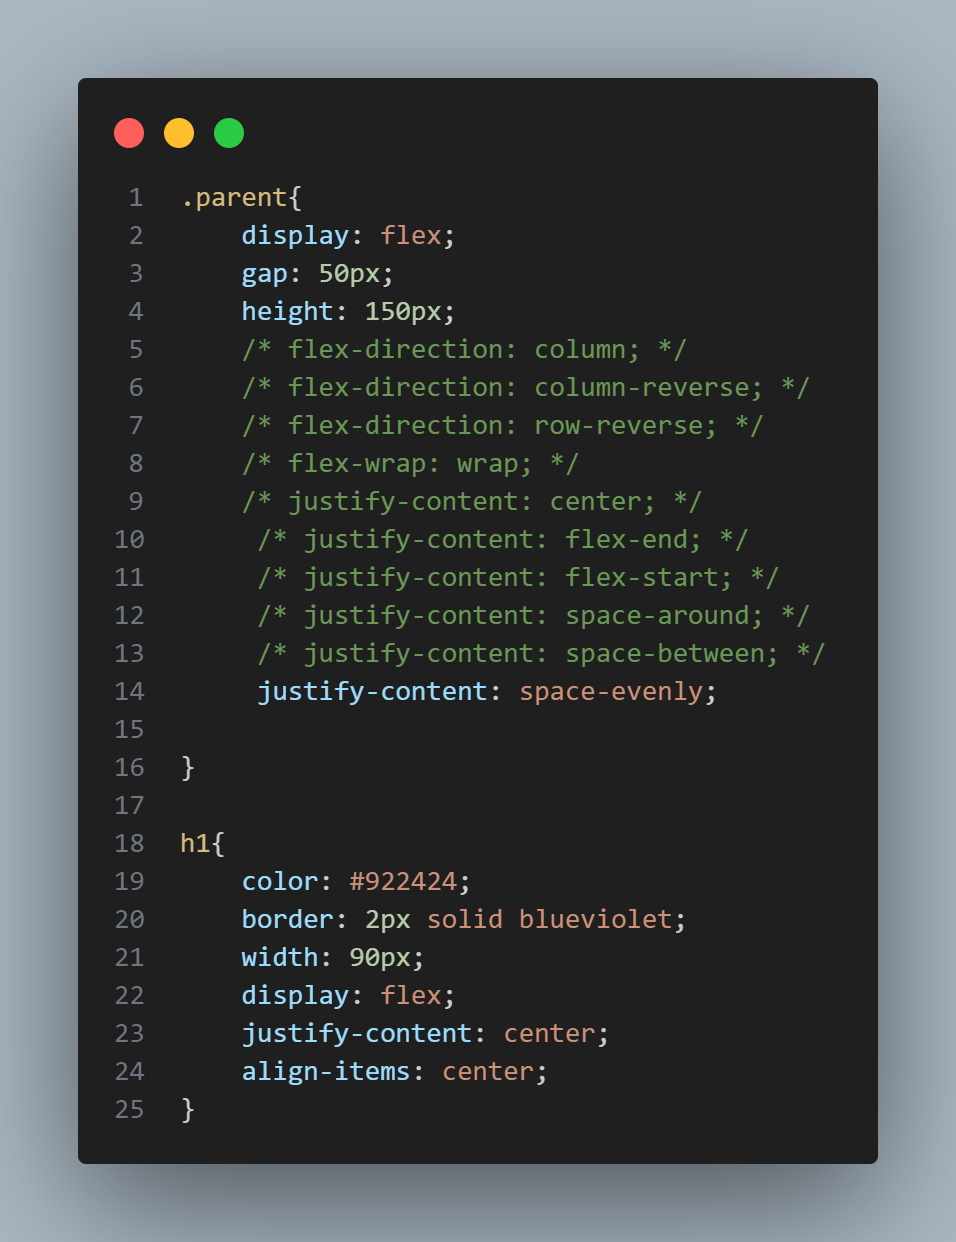 1 .parent{
2     display: flex;
3     gap: 50px;
4     height: 150px;
5     /* flex-direction: column; */
6     /* flex-direction: column-reverse; */
7     /* flex-direction: row-reverse; */
8     /* flex-wrap: wrap; */
9     /* justify-content: center; */
10      /* justify-content: flex-end; */
11      /* justify-content: flex-start; */
12      /* justify-content: space-around; */
13      /* justify-content: space-between; */
14      justify-content: space-evenly;
15
16 }
17
18 h1{
19     color: #922424;
20     border: 2px solid blueviolet;
21     width: 90px;
22     display: flex;
23     justify-content: center;
24     align-items: center;
25 }